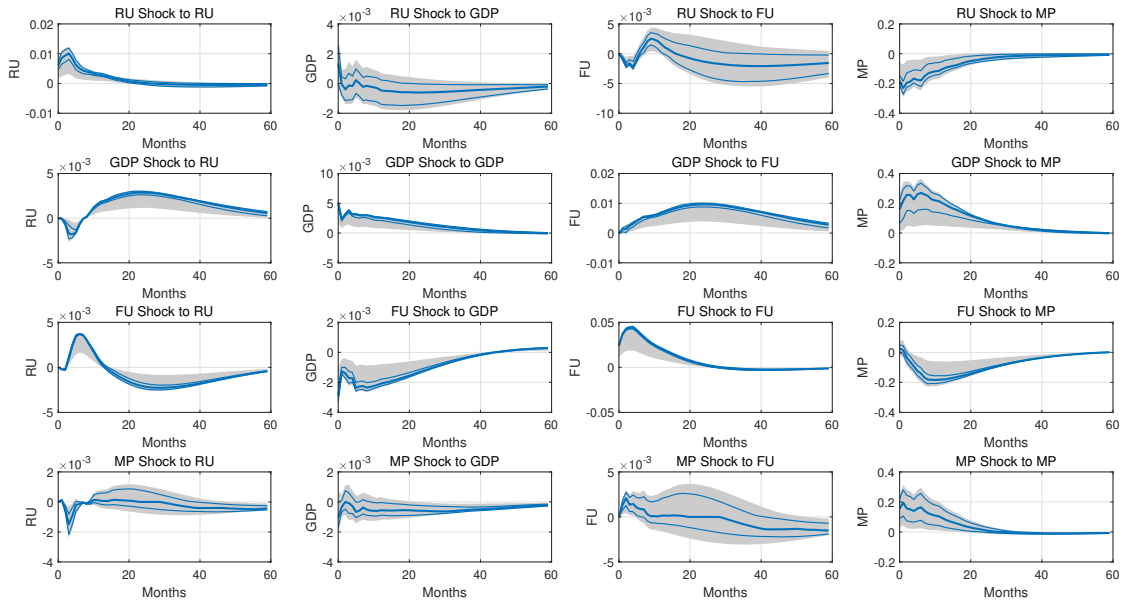 RU Shock to RU
RU
0.02
0.01
0
-0.01
0 20 40 60
Months
RU Shock to GDP
×10⁻³
GDP
4
2
0
-2
0 20 40 60
Months
RU Shock to FU
×10⁻³
FU
5
0
-5
-10
0 20 40 60
Months
RU Shock to MP
MP
0.2
0
-0.2
-0.4
0 20 40 60
Months
GDP Shock to RU
×10⁻³
RU
5
0
-5
0 20 40 60
Months
GDP Shock to GDP
×10⁻³
GDP
10
5
0
-5
0 20 40 60
Months
GDP Shock to FU
FU
0.02
0.01
0
-0.01
0 20 40 60
Months
GDP Shock to MP
MP
0.4
0.2
0
-0.2
0 20 40 60
Months
FU Shock to RU
×10⁻³
RU
5
0
-5
0 20 40 60
Months
FU Shock to GDP
×10⁻³
GDP
2
0
-2
-4
0 20 40 60
Months
FU Shock to FU
FU
0.05
0
-0.05
0 20 40 60
Months
FU Shock to MP
MP
0.2
0
-0.2
-0.4
0 20 40 60
Months
MP Shock to RU
×10⁻³
RU
2
0
-2
-4
0 20 40 60
Months
MP Shock to GDP
×10⁻³
GDP
2
0
-2
-4
0 20 40 60
Months
MP Shock to FU
×10⁻³
FU
5
0
-5
0 20 40 60
Months
MP Shock to MP
MP
0.4
0.2
0
-0.2
0 20 40 60
Months